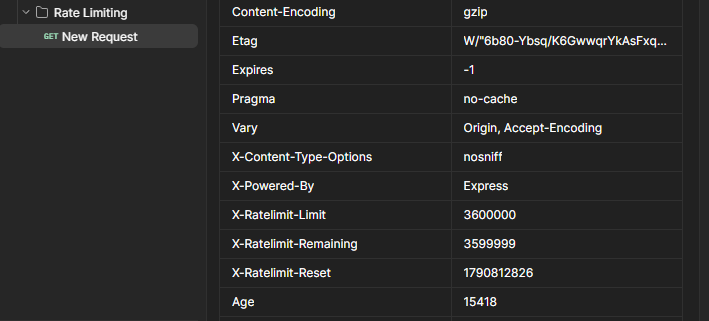 Rate Limiting
GET New Request
Content-Encoding gzip
Etag W/"6b80-Ybsq/K6GwwqrYkAsFxq...
Expires -1
Pragma no-cache
Vary Origin, Accept-Encoding
X-Content-Type-Options nosniff
X-Powered-By Express
X-Ratelimit-Limit 3600000
X-Ratelimit-Remaining 3599999
X-Ratelimit-Reset 1790812826
Age 15418